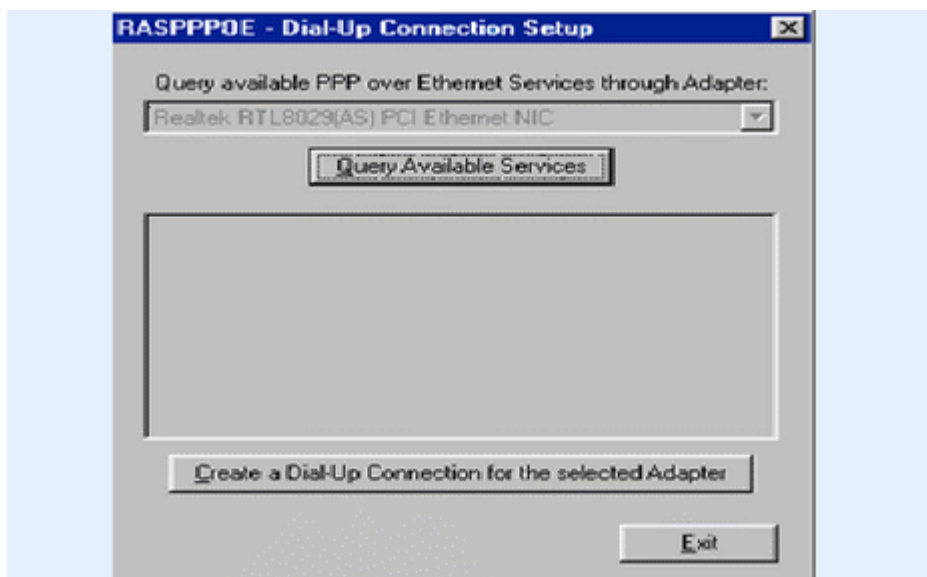 RASPPPOE - Dial-Up Connection Setup
Query available PPP over Ethernet Services through Adapter:
Realtek RTL8029(AS) PCI Ethernet NIC
Query Available Services
Create a Dial-Up Connection for the selected Adapter
Exit